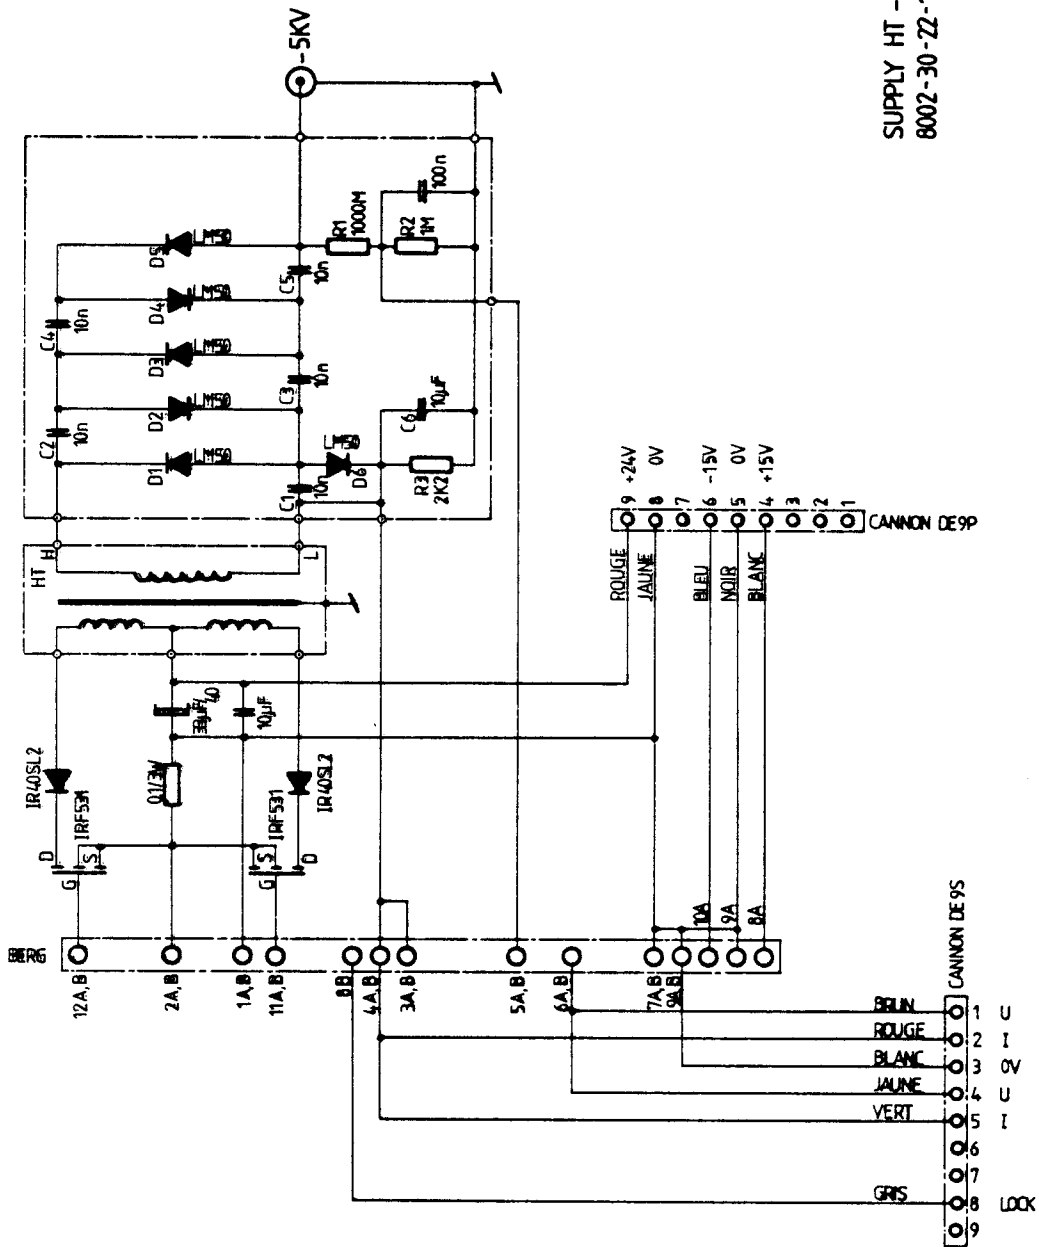 -5KV
SUPPLY HT -
8002-30-22-
D5
LM50
D4
LM50
D3
LM50
D2
LM50
D1
LM50
C4
10n
C2
10n
C5
10n
C3
10n
C1
10n
R1
1000M
R2
1M
100n
D6
C6
10µF
R3
2K2
HT
H
L
+24V
0V
-15V
0V
+15V
9
8
7
6
5
4
3
2
1
CANNON DE9P
ROUGE
JAUNE
BLEU
NOIR
BLANC
40
10µF
IR40SL2
IR40SL2
0.1/3W
IRF531
IRF531
D
S
G
G
S
D
BERG
12A,B
2A,B
1A,B
11A,B
8B
4A,B
3A,B
5A,B
6A,B
7A,B
9A,B
10A
9A
8A
CANNON DE9S
BRUN 1 U
ROUGE 2 I
BLANC 3 0V
JAUNE 4 U
VERT 5 I
6
7
GRIS 8 LOCK
9